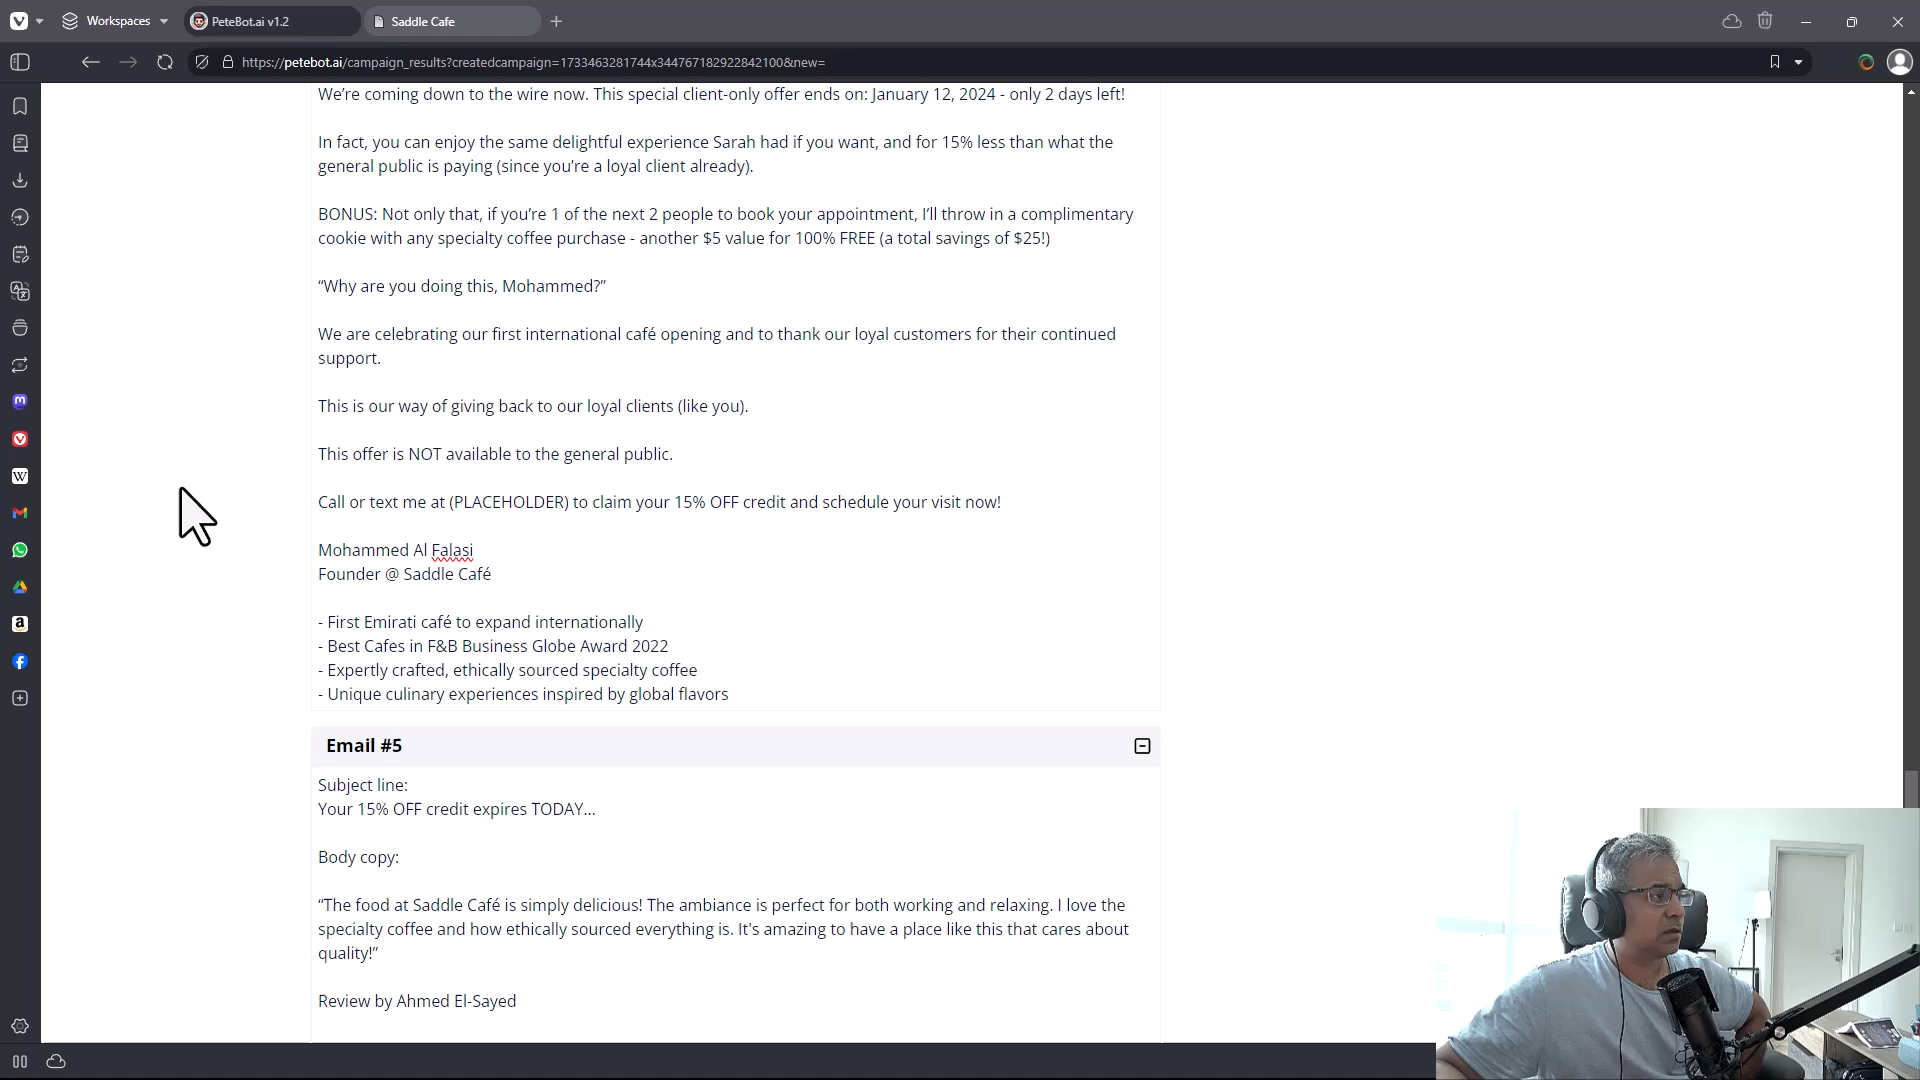 Workspaces
PeteBot.ai v1.2
Saddle Cafe
https://petebot.ai/campaign_results?createdcampaign=1733463281744x344767182922842100&new=
We’re coming down to the wire now. This special client-only offer ends on: January 12, 2024 - only 2 days left!
In fact, you can enjoy the same delightful experience Sarah had if you want, and for 15% less than what the
general public is paying (since you’re a loyal client already).
BONUS: Not only that, if you’re 1 of the next 2 people to book your appointment, I’ll throw in a complimentary
cookie with any specialty coffee purchase - another $5 value for 100% FREE (a total savings of $25!)
“Why are you doing this, Mohammed?”
We are celebrating our first international café opening and to thank our loyal customers for their continued
support.
This is our way of giving back to our loyal clients (like you).
This offer is NOT available to the general public.
Call or text me at (PLACEHOLDER) to claim your 15% OFF credit and schedule your visit now!
Mohammed Al Falasi
Founder @ Saddle Café
- First Emirati café to expand internationally
- Best Cafes in F&B Business Globe Award 2022
- Expertly crafted, ethically sourced specialty coffee
- Unique culinary experiences inspired by global flavors
Email #5
Subject line:
Your 15% OFF credit expires TODAY...
Body copy:
“The food at Saddle Café is simply delicious! The ambiance is perfect for both working and relaxing. I love the
specialty coffee and how ethically sourced everything is. It's amazing to have a place like this that cares about
quality!”
Review by Ahmed El-Sayed